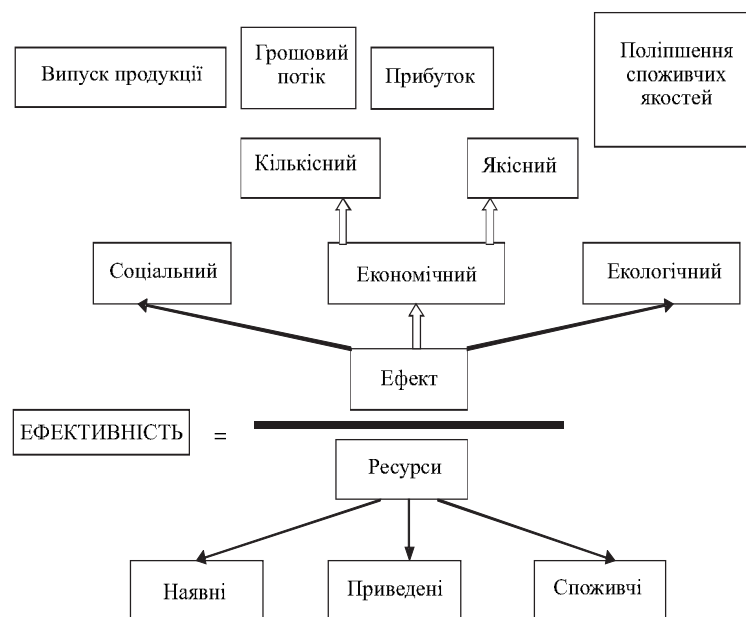 Випуск продукції
Грошовий
потік
Прибуток
Поліпшення
споживчих
якостей
Кількісний
Якісний
Соціальний
Економічний
Екологічний
Ефект
ЕФЕКТИВНІСТЬ =
Ресурси
Наявні
Приведені
Споживчі